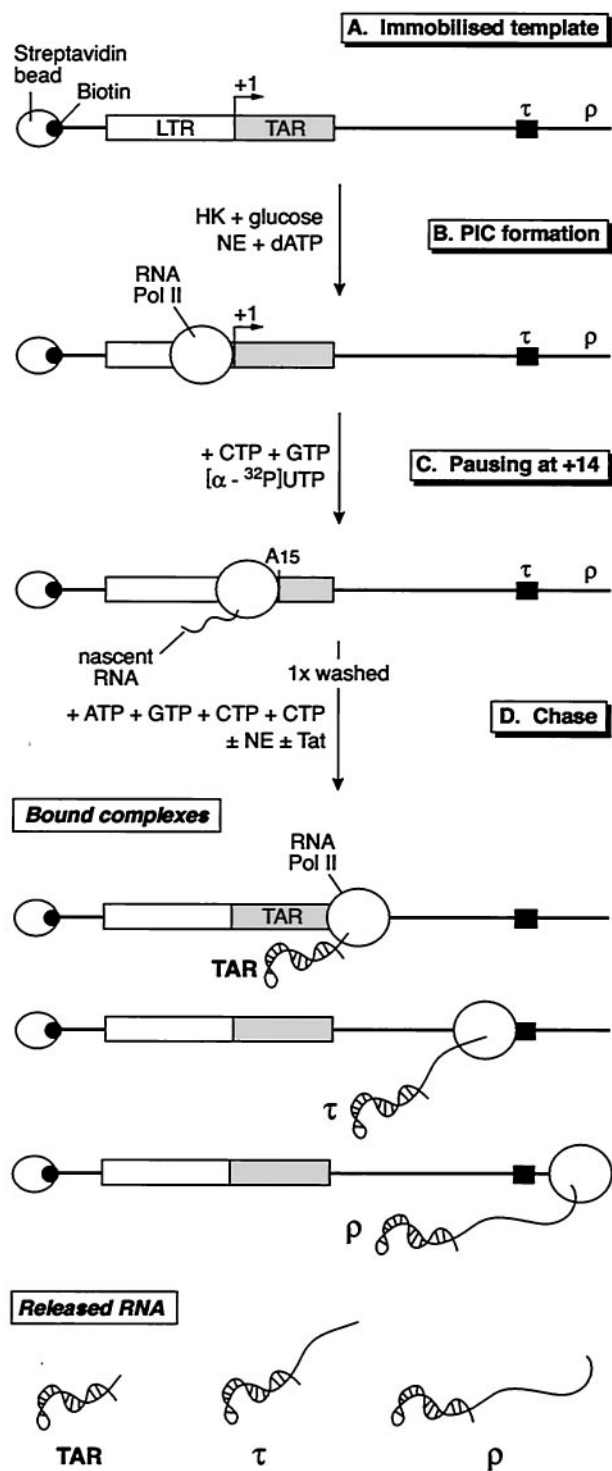 A. Immobilised template
Streptavidin
bead
Biotin
+1
LTR
TAR
τ
ρ
HK + glucose
NE + dATP
B. PIC formation
RNA
Pol II
+1
τ
ρ
+ CTP + GTP
[α - ³²P]UTP
C. Pausing at +14
A15
τ
ρ
nascent
RNA
1x washed
+ ATP + GTP + CTP + CTP
± NE ± Tat
D. Chase
Bound complexes
RNA
Pol II
TAR
TAR
τ
ρ
Released RNA
TAR
τ
ρ